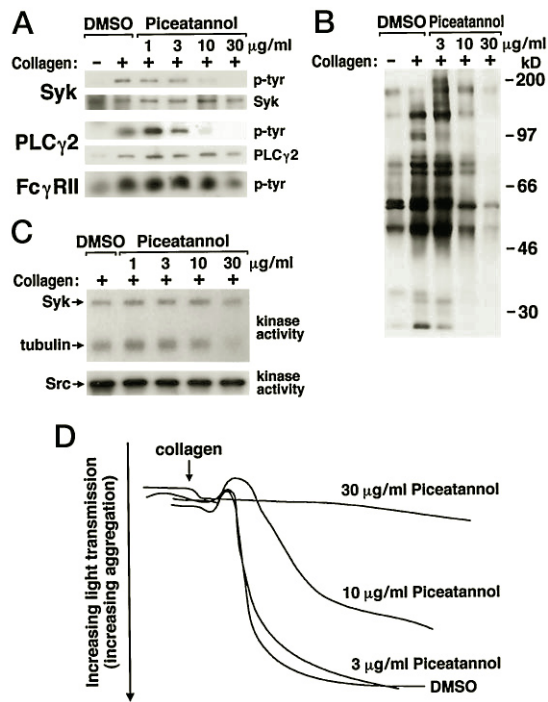 A
DMSO Piceatannol
1 3 10 30 μg/ml
Collagen: - + + + + +
Syk
p-tyr
Syk
PLCγ2
p-tyr
PLCγ2
FcγRII p-tyr
B
DMSO Piceatannol
3 10 30 μg/ml
Collagen: - + + + + kD
-200
-97
-66
-46
-30
C
DMSO Piceatannol
1 3 10 30 μg/ml
Collagen: + + + + +
Syk→
tubulin→
kinase
activity
Src→ kinase
activity
D
collagen
Increasing light transmission
(increasing aggregation)
30 μg/ml Piceatannol
10 μg/ml Piceatannol
3 μg/ml Piceatannol
DMSO